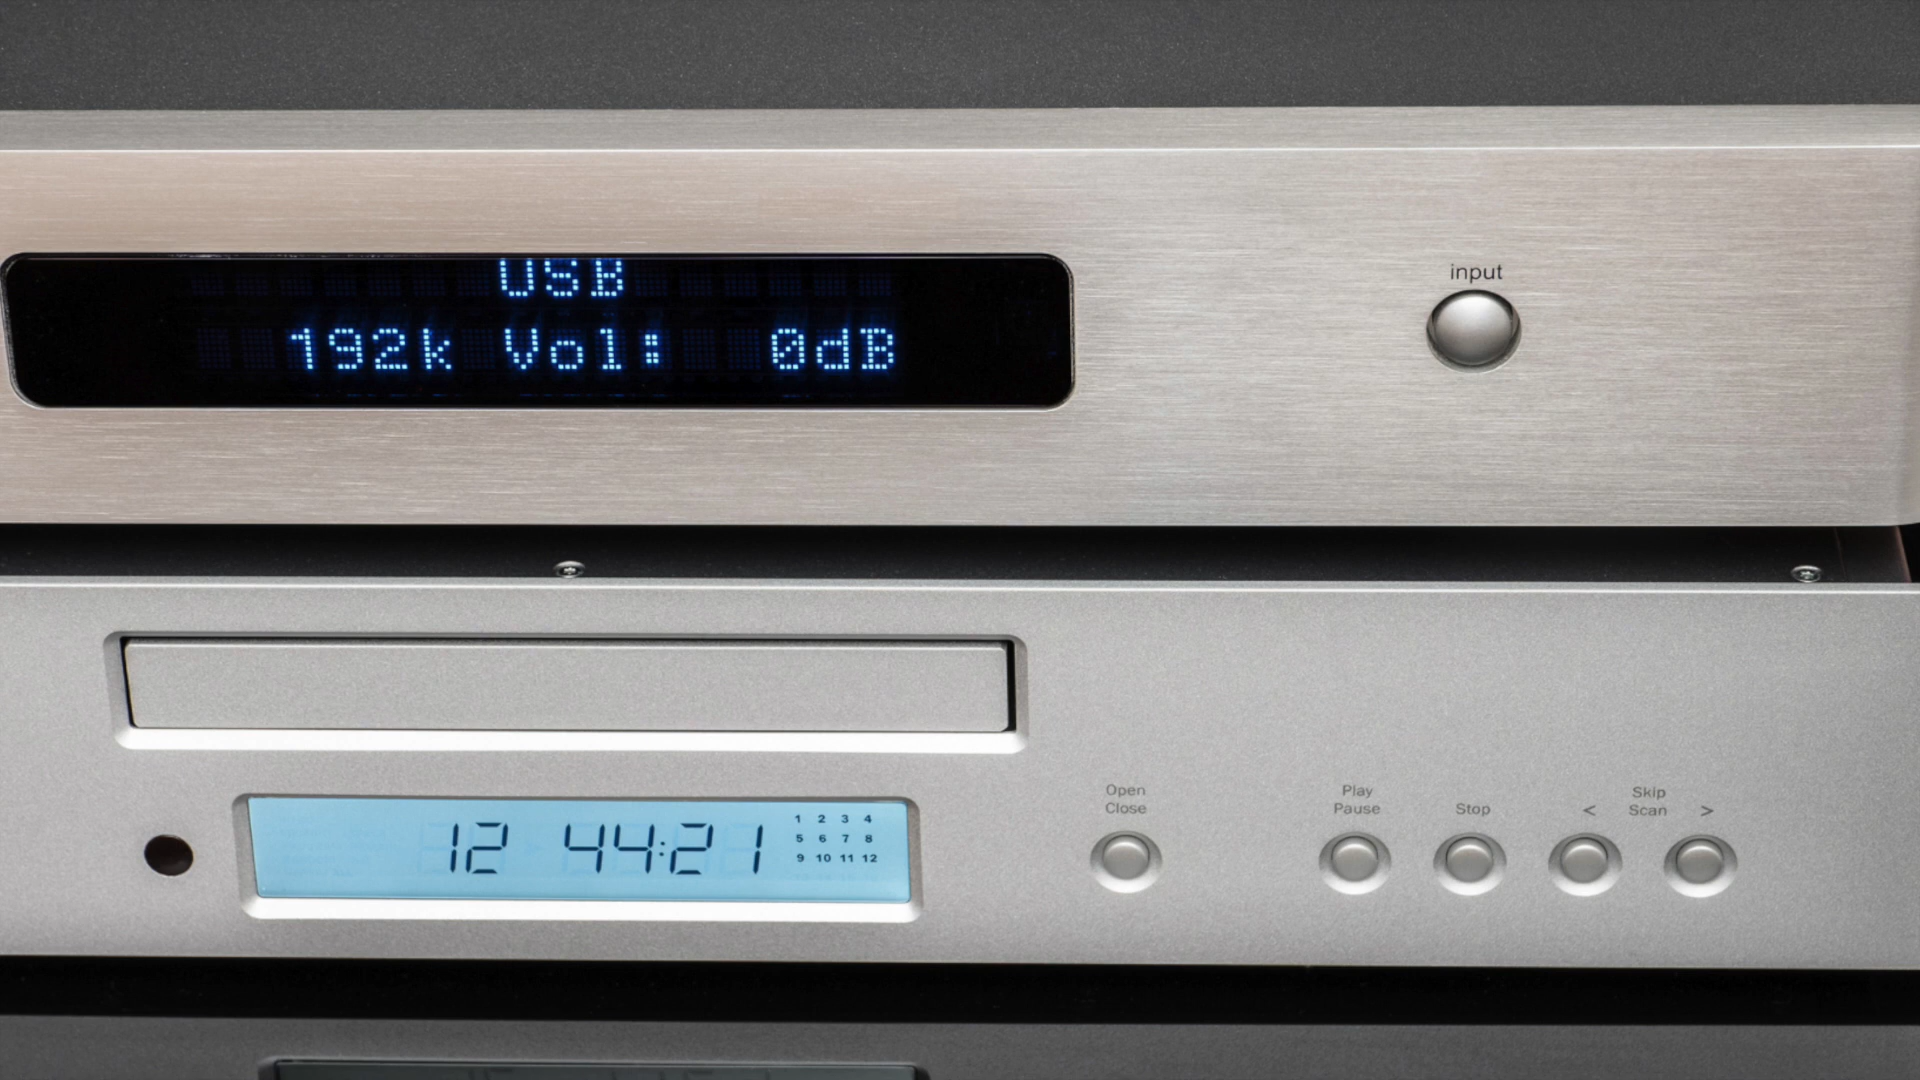 USB
192k Vol: 0dB
input
12 44:21
1 2 3 4
5 6 7 8
9 10 11 12
Open
Close
Play
Pause
Stop
Skip
< Scan >